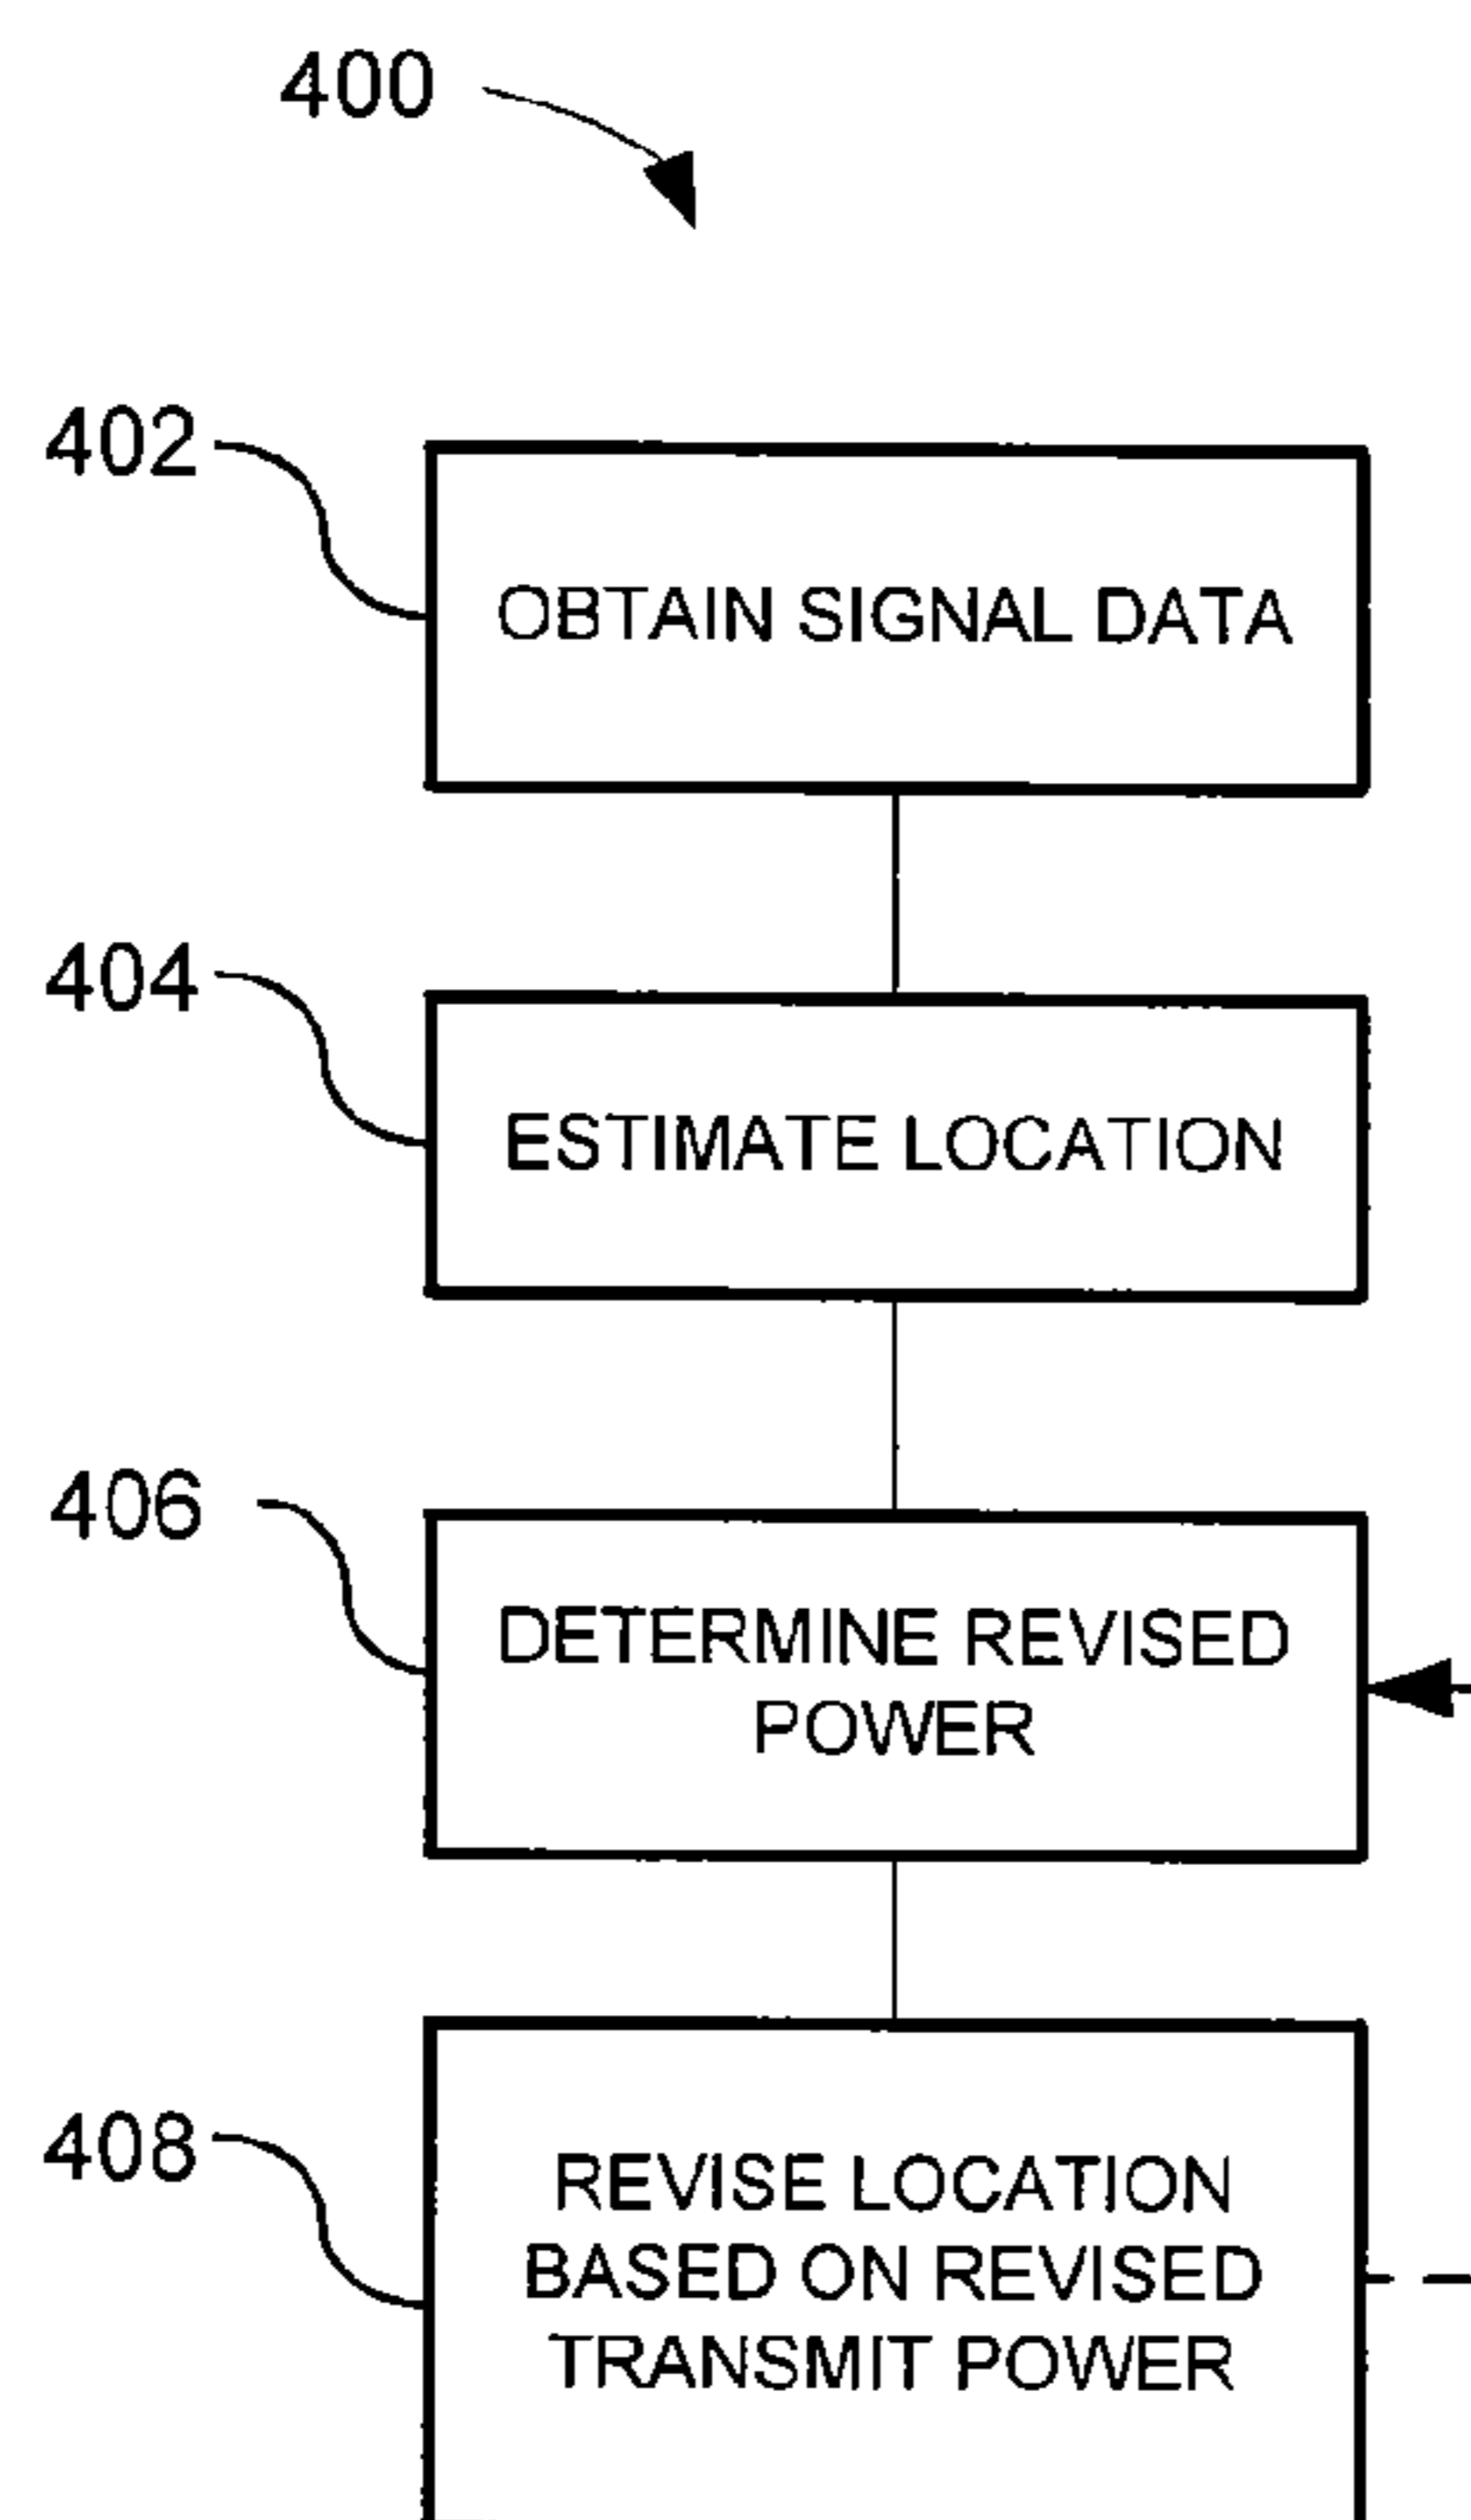 400
402
OBTAIN SIGNAL DATA
404
ESTIMATE LOCATION
406
DETERMINE REVISED
POWER
408
REVISE LOCATION
BASED ON REVISED
TRANSMIT POWER